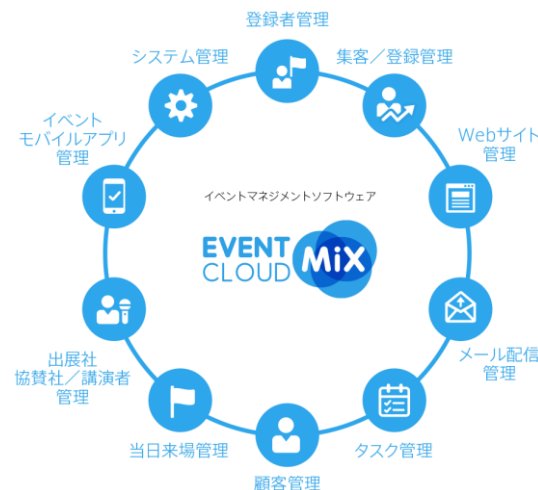 登録者管理
システム管理
集客／登録管理
イベント
モバイルアプリ
管理
Webサイト
管理
イベントマネジメントソフトウェア
EVENT
CLOUD
MiX
出展社
協賛社／講演者
管理
メール配信
管理
当日来場管理
タスク管理
顧客管理